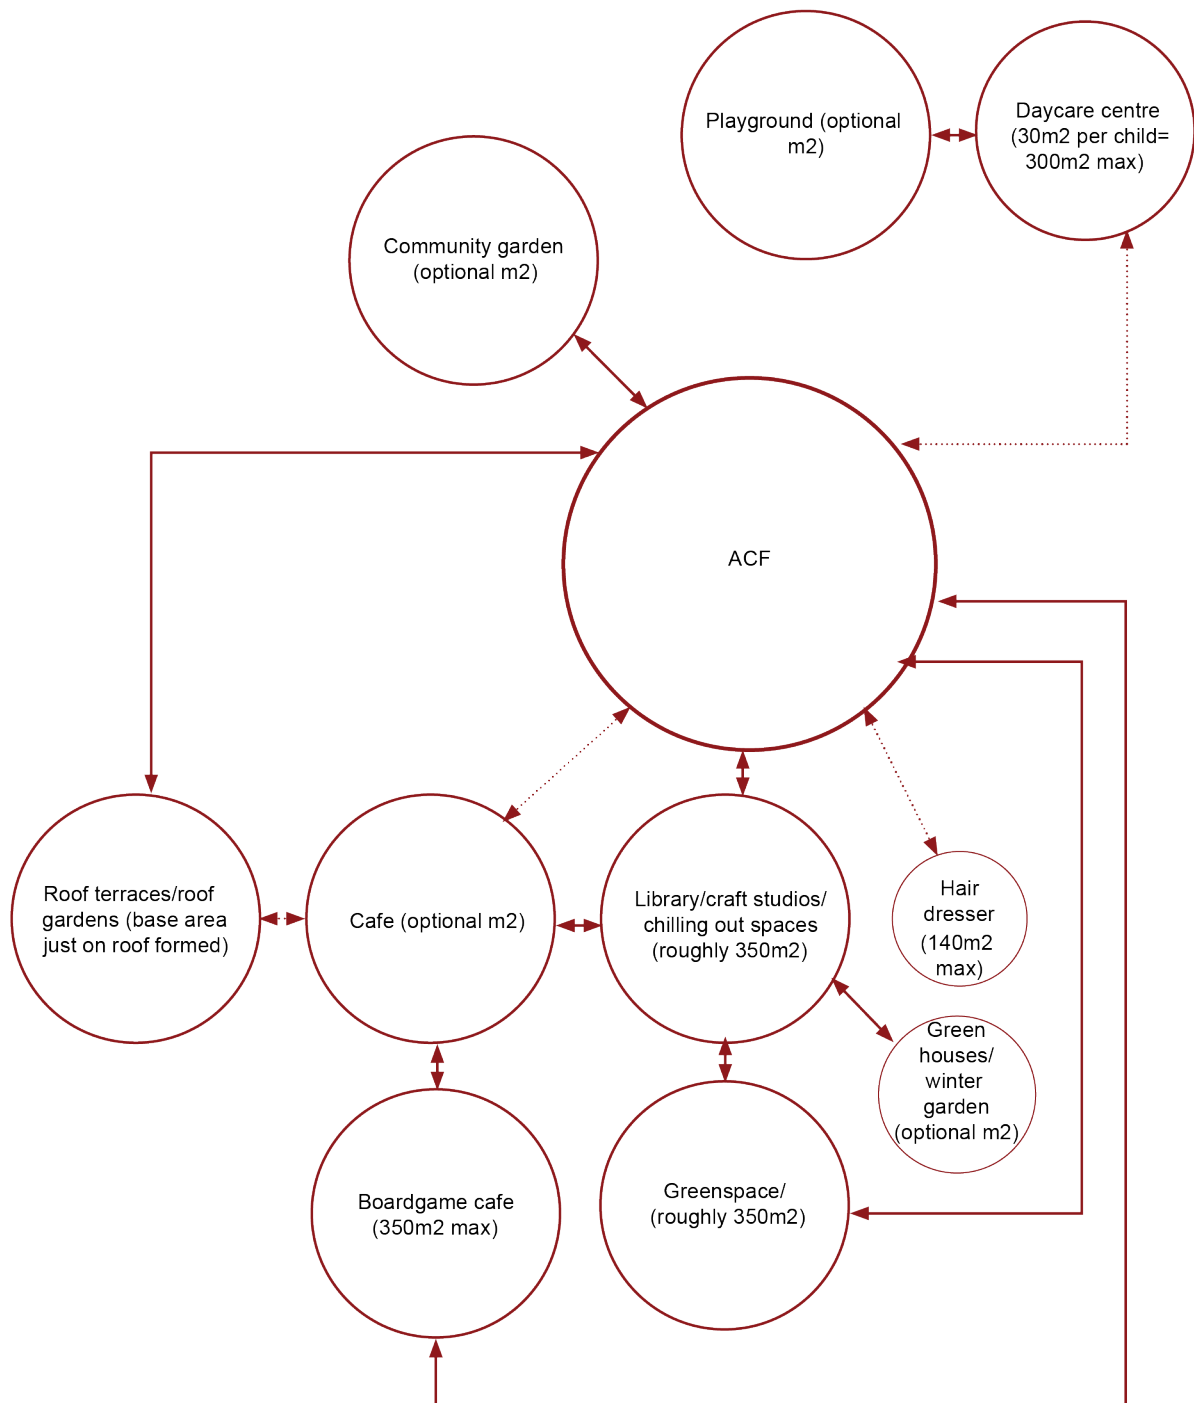 Playground (optional
m2)
Daycare centre
(30m2 per child=
300m2 max)
Community garden
(optional m2)
ACF
Roof terraces/roof
gardens (base area
just on roof formed)
Cafe (optional m2)
Library/craft studios/
chilling out spaces
(roughly 350m2)
Hair
dresser
(140m2
max)
Green
houses/
winter
garden
(optional m2)
Boardgame cafe
(350m2 max)
Greenspace/
(roughly 350m2)